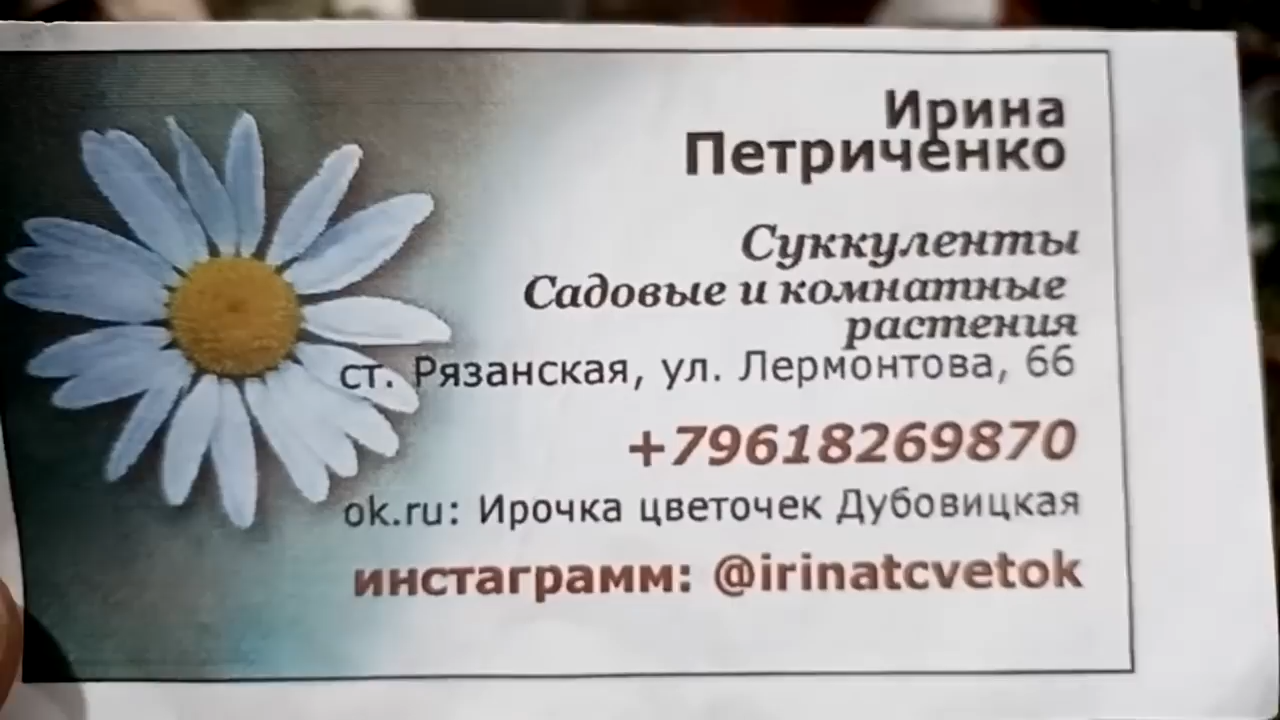 Ирина
Петриченко
Суккуленты
Садовые и комнатные
растения
ст. Рязанская, ул. Лермонтова, 66
+79618269870
ok.ru: Ирочка цветочек Дубовицкая
инстаграмм: @irinatcvetok